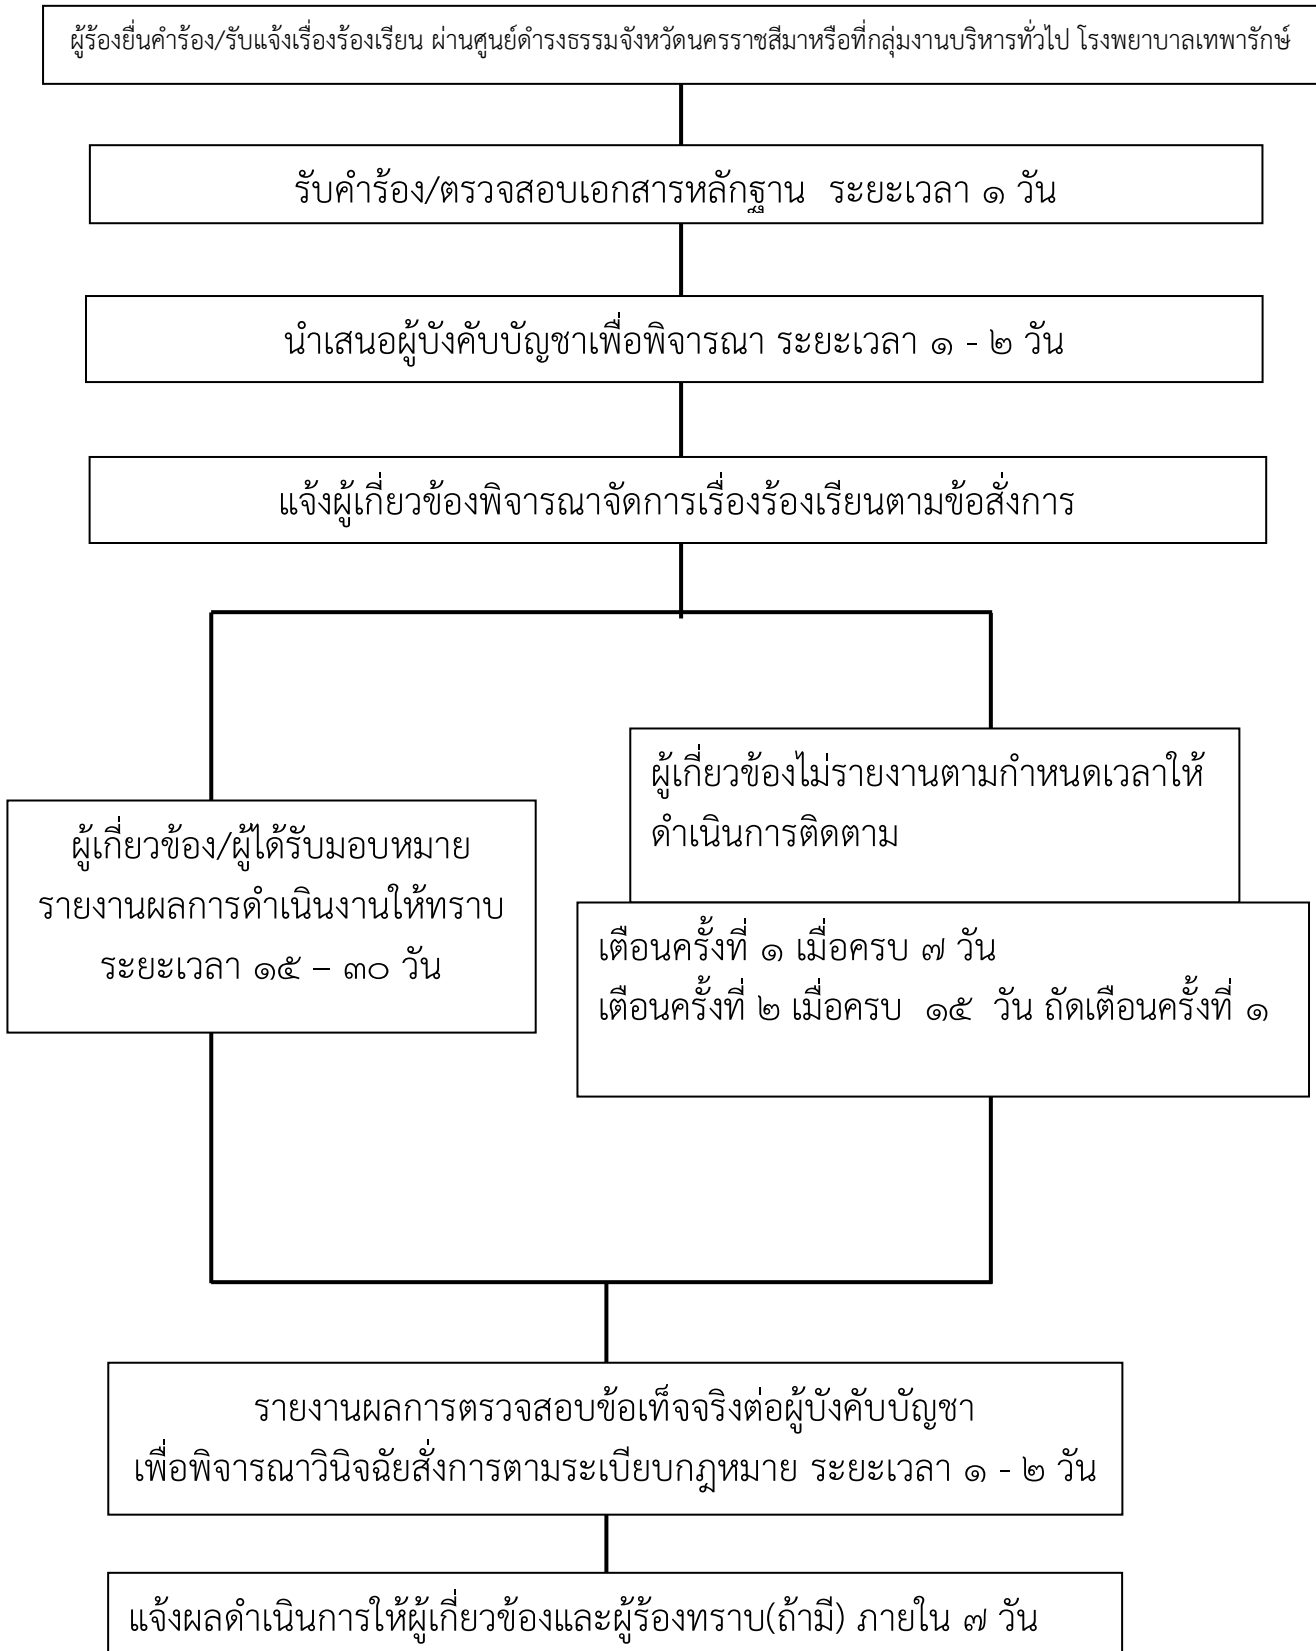 ผู้ร้องยื่นคำร้อง/รับแจ้งเรื่องร้องเรียน ผ่านศูนย์ดำรงธรรมจังหวัดนครราชสีมาหรือที่กลุ่มงานบริหารทั่วไป โรงพยาบาลเทพารักษ์
รับคำร้อง/ตรวจสอบเอกสารหลักฐาน ระยะเวลา ๑ วัน
นำเสนอผู้บังคับบัญชาเพื่อพิจารณา ระยะเวลา ๑ - ๒ วัน
แจ้งผู้เกี่ยวข้องพิจารณาจัดการเรื่องร้องเรียนตามข้อสั่งการ
ผู้เกี่ยวข้อง/ผู้ได้รับมอบหมาย
รายงานผลการดำเนินงานให้ทราบ
ระยะเวลา ๑๕ – ๓๐ วัน
ผู้เกี่ยวข้องไม่รายงานตามกำหนดเวลาให้
ดำเนินการติดตาม
เตือนครั้งที่ ๑ เมื่อครบ ๗ วัน
เตือนครั้งที่ ๒ เมื่อครบ ๑๕ วัน ถัดเตือนครั้งที่ ๑
รายงานผลการตรวจสอบข้อเท็จจริงต่อผู้บังคับบัญชา
เพื่อพิจารณาวินิจฉัยสั่งการตามระเบียบกฎหมาย ระยะเวลา ๑ - ๒ วัน
แจ้งผลดำเนินการให้ผู้เกี่ยวข้องและผู้ร้องทราบ(ถ้ามี) ภายใน ๗ วัน